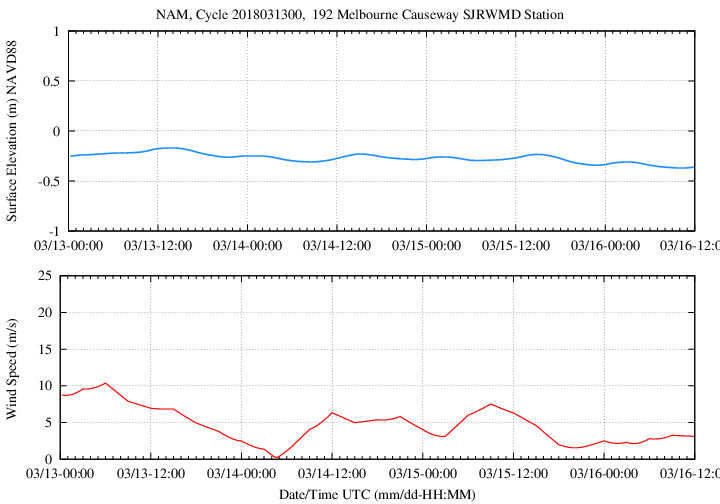 NAM, Cycle 2018031300,  192 Melbourne Causeway SJRWMD Station
Surface Elevation (m) NAVD88
1
0.5
0
-0.5
-1
03/13-00:00 03/13-12:00 03/14-00:00 03/14-12:00 03/15-00:00 03/15-12:00 03/16-00:00 03/16-12:0
Wind Speed (m/s)
25
20
15
10
5
0
03/13-00:00 03/13-12:00 03/14-00:00 03/14-12:00 03/15-00:00 03/15-12:00 03/16-00:00 03/16-12:0
Date/Time UTC (mm/dd-HH:MM)